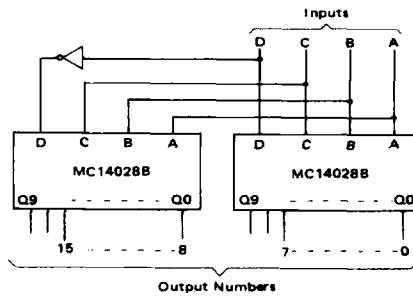 Inputs
D C B A
D C B A
D C B A
MC14028B
MC14028B
Q9 Q0
Q9 Q0
15 8
7 0
Output Numbers